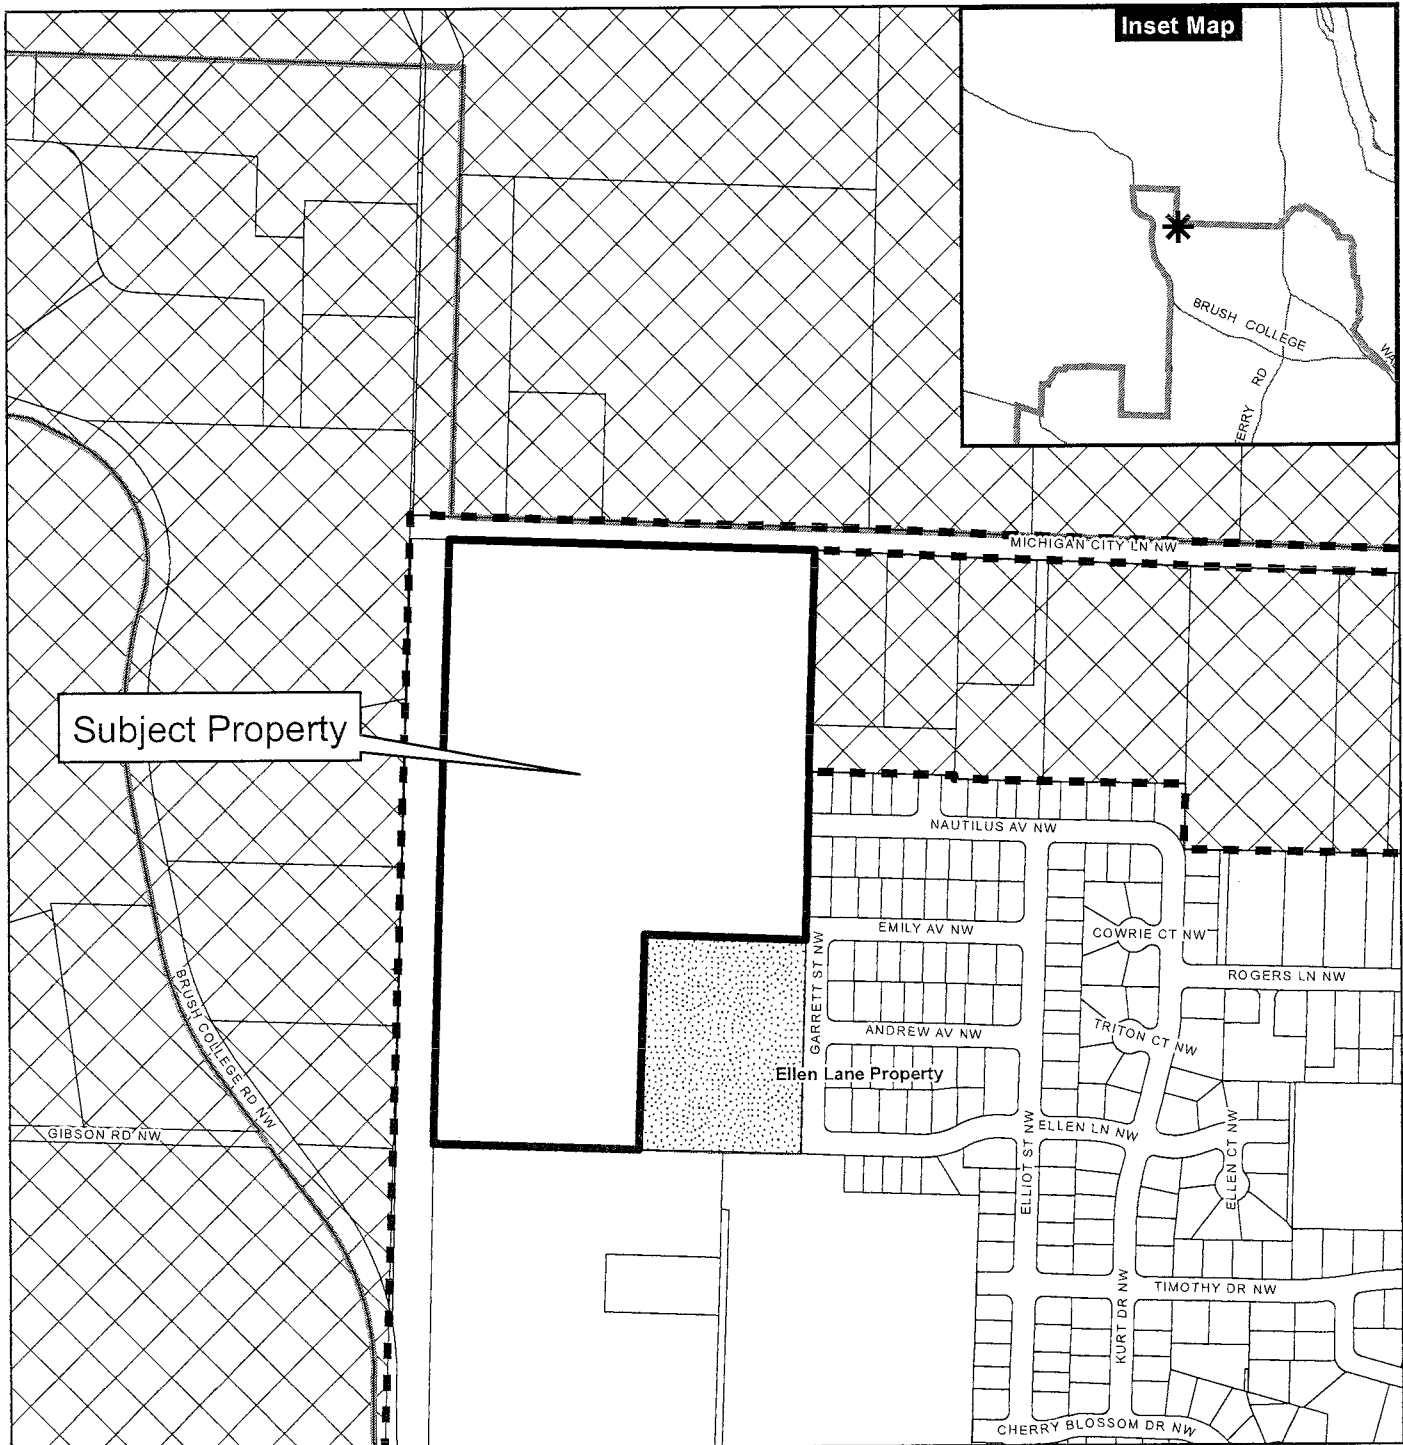 Inset Map
BRUSH COLLEGE
RD
MICHIGAN CITY LN NW
Subject Property
NAUTILUS AV NW
EMILY AV NW
COWRIE CT NW
GARRETT ST NW
ROGERS LN NW
BRUSH COLLEGE RD NW
ANDREW AV NW
TRITON CT NW
Ellen Lane Property
GIBSON RD NW
ELLIOT ST NW
ELLEN LN NW
ELLEN CT NW
KURT DR NW
TIMOTHY DR NW
CHERRY BLOSSOM DR NW